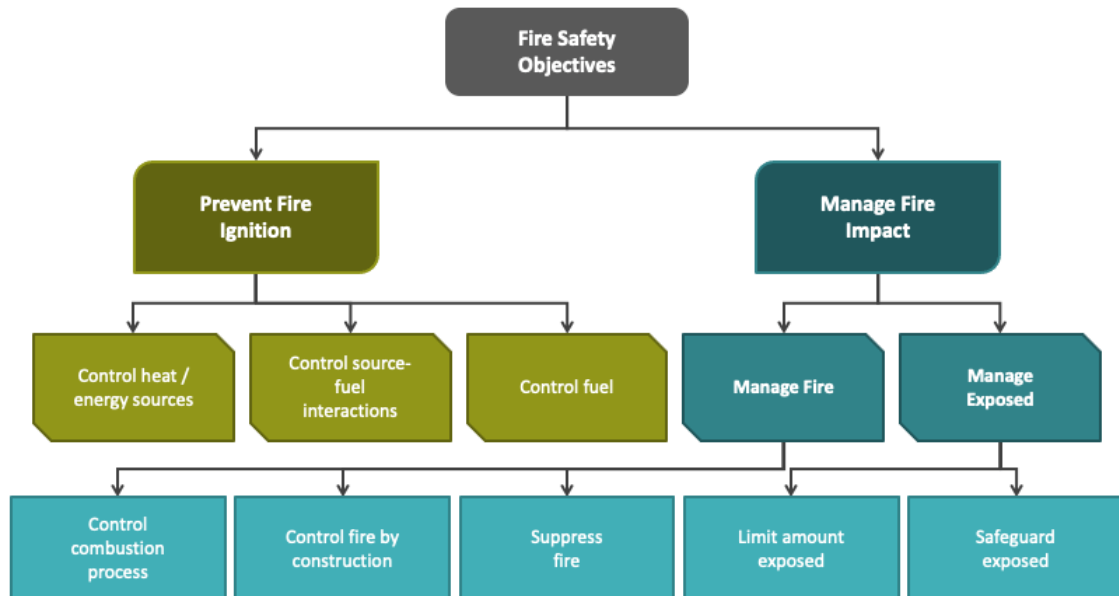 Fire Safety
Objectives
Prevent Fire
Ignition
Manage Fire
Impact
Control heat /
energy sources
Control source-
fuel
interactions
Control fuel
Manage Fire
Manage
Exposed
Control
combustion
process
Control fire by
construction
Suppress
fire
Limit amount
exposed
Safeguard
exposed